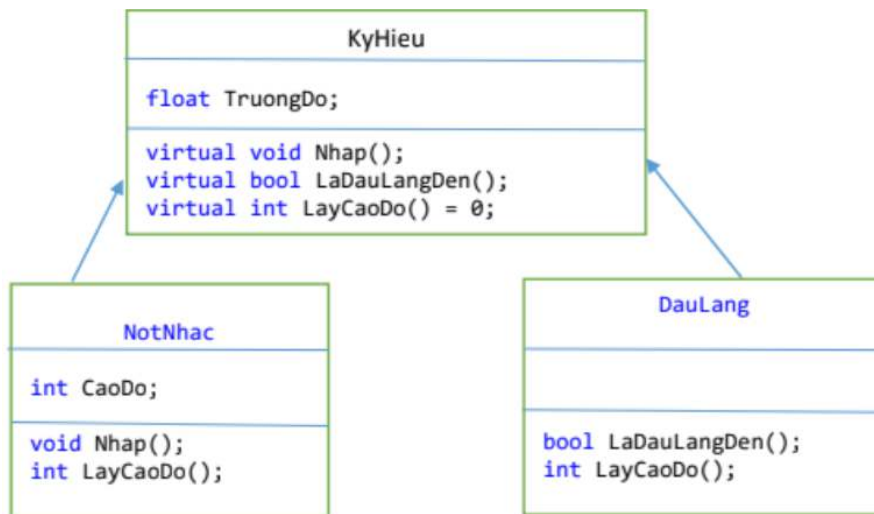 KyHieu
float TruongDo;
virtual void Nhap();
virtual bool LaDauLangDen();
virtual int LayCaoDo() = 0;
NotNhac
int CaoDo;
void Nhap();
int LayCaoDo();
DauLang
bool LaDauLangDen();
int LayCaoDo();